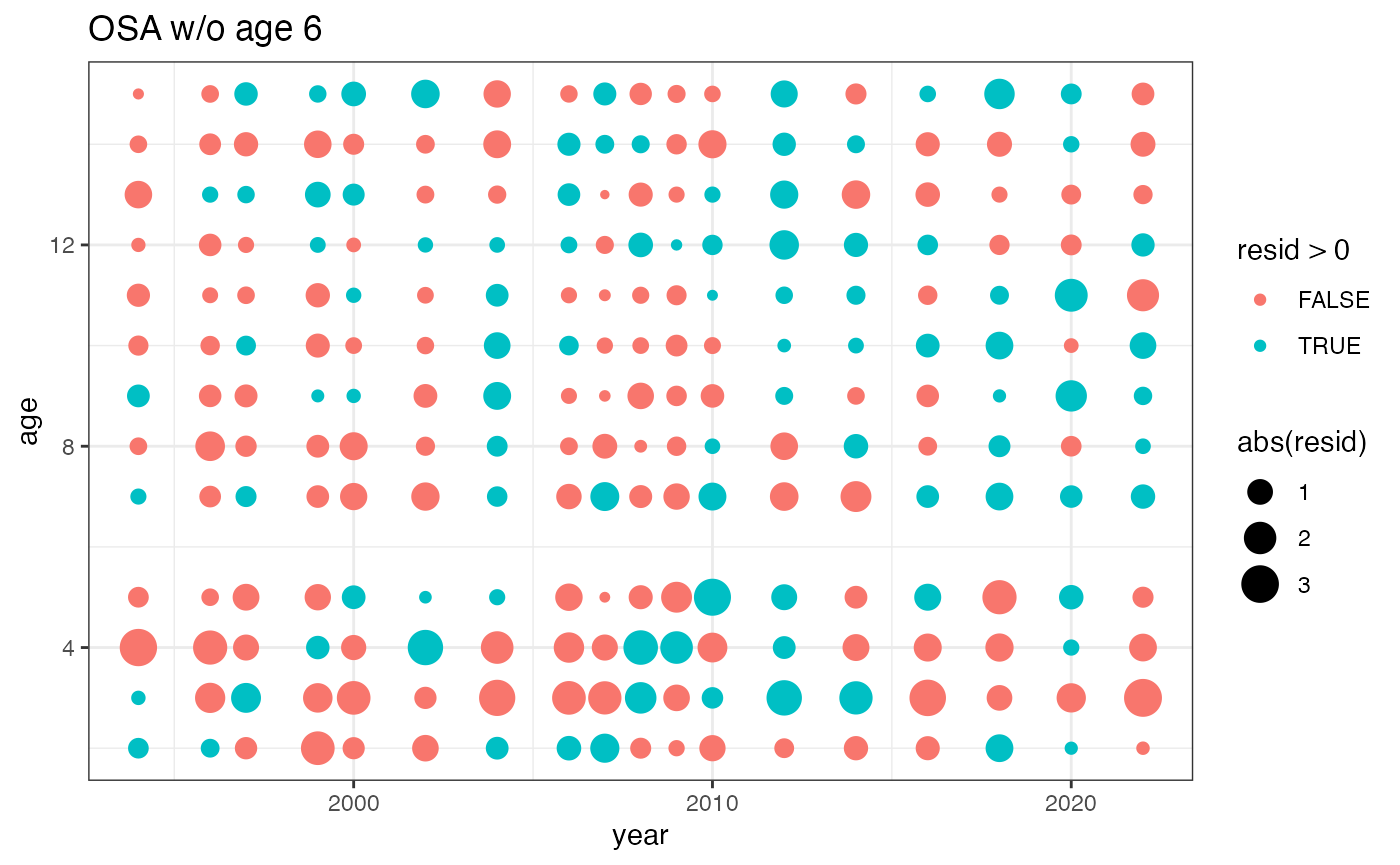 OSA w/o age 6
12
8
4
age
2000
2010
2020
year
resid > 0
FALSE
TRUE
abs(resid)
1
2
3